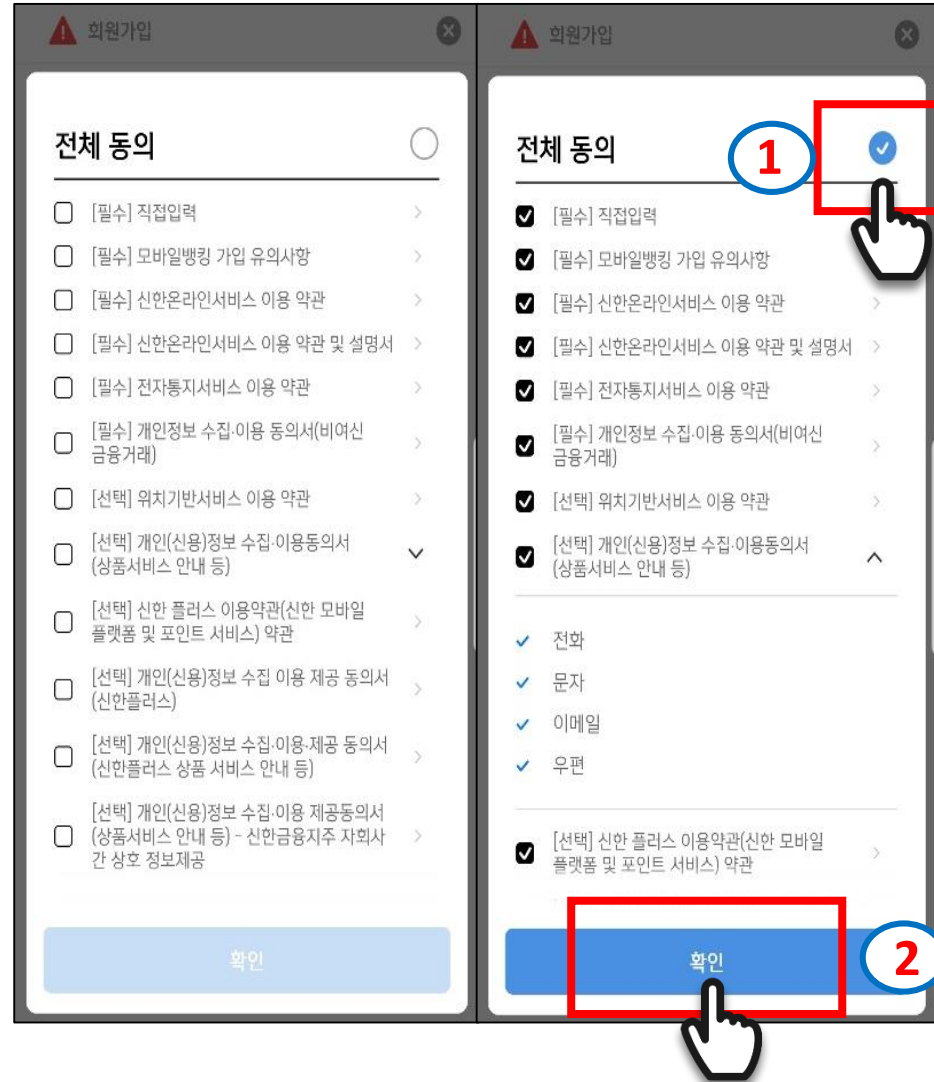 회원가입
전체 동의
[필수] 직접입력
[필수] 모바일뱅킹 가입 유의사항
[필수] 신한온라인서비스 이용 약관
[필수] 신한온라인서비스 이용 약관 및 설명서
[필수] 전자통지서비스 이용 약관
[필수] 개인정보 수집·이용 동의서(비여신
금융거래)
[선택] 위치기반서비스 이용 약관
[선택] 개인(신용)정보 수집·이용동의서
(상품서비스 안내 등)
[선택] 신한 플러스 이용약관(신한 모바일
플랫폼 및 포인트 서비스) 약관
[선택] 개인(신용)정보 수집 이용 제공 동의서
(신한플러스)
[선택] 개인(신용)정보 수집·이용·제공 동의서
(신한플러스 상품 서비스 안내 등)
[선택] 개인(신용)정보 수집·이용 제공동의서
(상품서비스 안내 등) - 신한금융지주 자회사
간 상호 정보제공
확인
회원가입
전체 동의
1
[필수] 직접입력
[필수] 모바일뱅킹 가입 유의사항
[필수] 신한온라인서비스 이용 약관
[필수] 신한온라인서비스 이용 약관 및 설명서
[필수] 전자통지서비스 이용 약관
[필수] 개인정보 수집·이용 동의서(비여신
금융거래)
[선택] 위치기반서비스 이용 약관
[선택] 개인(신용)정보 수집·이용동의서
(상품서비스 안내 등)
전화
문자
이메일
우편
[선택] 신한 플러스 이용약관(신한 모바일
플랫폼 및 포인트 서비스) 약관
확인
2